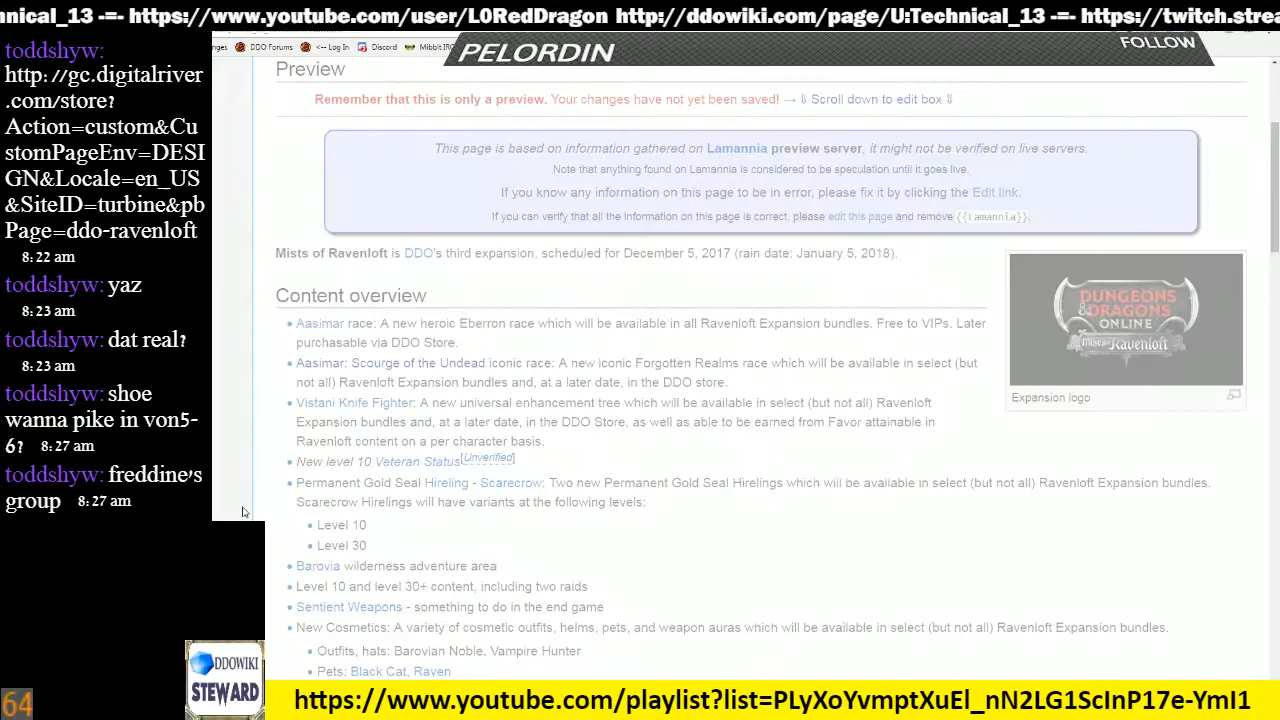 nical_13 -=- https://www.youtube.com/user/L0RedDragon http://ddowiki.com/page/U:Technical_13 -=- https://twitch.stre
toddshyw:
http://gc.digitalriver
.com/store?
Action=custom&Cu
stomPageEnv=DESI
GN&Locale=en_US
&SiteID=turbine&pb
Page=ddo-ravenloft
8:22 am
toddshyw: yaz
8:23 am
toddshyw: dat real?
8:23 am
toddshyw: shoe
wanna pike in von5-
6? 8:27 am
toddshyw: freddine's
group 8:27 am
nges DDO Forums <-- Log In Discord Mibbit IR
PELORDIN
FOLLOW
Preview
Remember that this is only a preview. Your changes have not yet been saved! → ⇓ Scroll down to edit box ⇓
This page is based on information gathered on Lamannia preview server, it might not be verified on live servers.
Note that anything found on Lamannia is considered to be speculation until it goes live.
If you know any information on this page to be in error, please fix it by clicking the Edit link.
If you can verify that all the information on this page is correct, please edit this page and remove {{Lamannia}}.
Mists of Ravenloft is DDO's third expansion, scheduled for December 5, 2017 (rain date: January 5, 2018).
DUNGEONS
& DRAGONS
ONLINE
Mists of Ravenloft
Expansion logo
Content overview
Aasimar race: A new heroic Eberron race which will be available in all Ravenloft Expansion bundles. Free to VIPs. Later
purchasable via DDO Store.
Aasimar: Scourge of the Undead iconic race: A new iconic Forgotten Realms race which will be available in select (but
not all) Ravenloft Expansion bundles and, at a later date, in the DDO store.
Vistani Knife Fighter: A new universal enhancement tree which will be available in select (but not all) Ravenloft
Expansion bundles and, at a later date, in the DDO Store, as well as able to be earned from Favor attainable in
Ravenloft content on a per character basis.
New level 10 Veteran Status[Unverified]
Permanent Gold Seal Hireling - Scarecrow: Two new Permanent Gold Seal Hirelings which will be available in select (but not all) Ravenloft Expansion bundles.
Scarecrow Hirelings will have variants at the following levels:
Level 10
Level 30
Barovia wilderness adventure area
Level 10 and level 30+ content, including two raids
Sentient Weapons - something to do in the end game
New Cosmetics: A variety of cosmetic outfits, helms, pets, and weapon auras which will be available in select (but not all) Ravenloft Expansion bundles.
Outfits, hats: Barovian Noble, Vampire Hunter
Pets: Black Cat, Raven
DDOWIKI
STEWARD
64
https://www.youtube.com/playlist?list=PLyXoYvmptXuEl_nN2LG1ScInP17e-YmI1